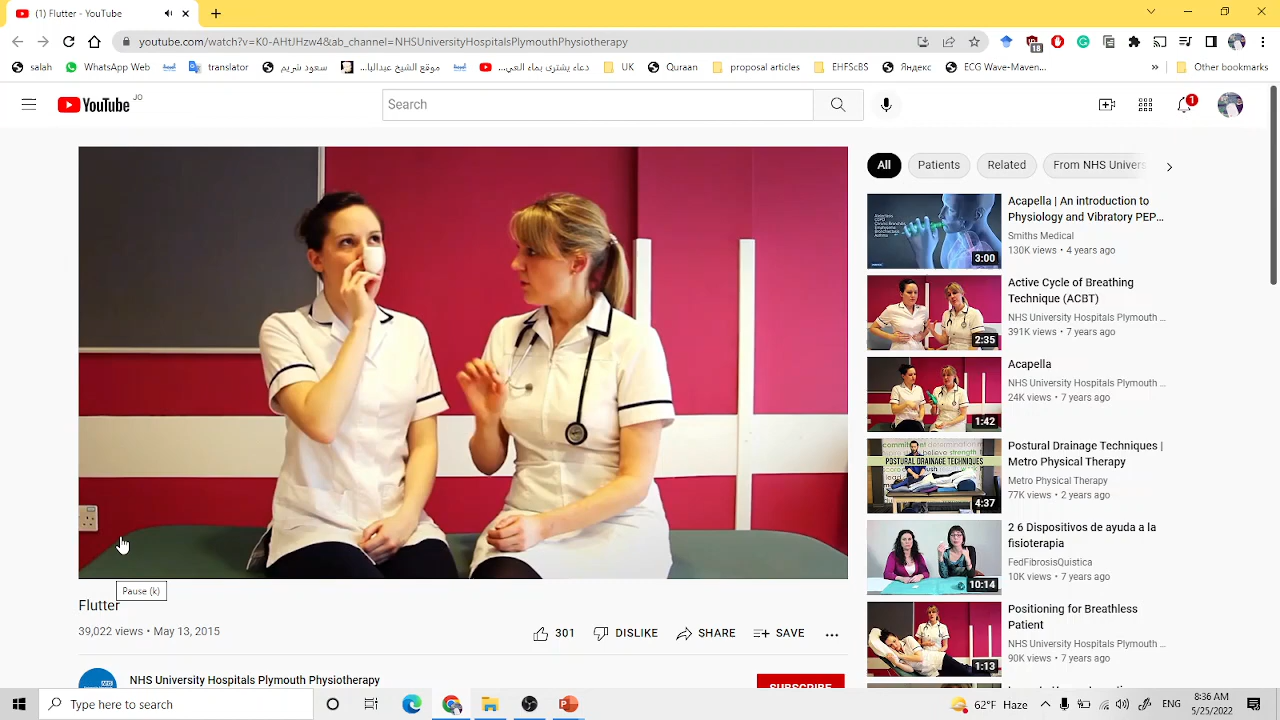 (1) Flutter - YouTube
youtube.com/watch?v=K0-AHtJHzw4&ab_channel=NHSUniversityHospitalsPlymouthPhysiotherapy
18
salah
WhatsApp Web
translator
سعود شريم
موقع الشيخ عبدالبا...
دعاء يشترى بماء العي...
UK
Quraan
proposal articles
EHFScBS
Яндекс
ECG Wave-Maven...
»
Other bookmarks
YouTube JO
Search
1
All
Patients
Related
From NHS Univers
Acapella | An introduction to
Physiology and Vibratory PEP...
Smiths Medical
130K views • 4 years ago
3:00
Active Cycle of Breathing
Technique (ACBT)
NHS University Hospitals Plymouth ...
391K views • 7 years ago
2:35
Acapella
NHS University Hospitals Plymouth ...
24K views • 7 years ago
1:42
POSTURAL DRAINAGE TECHNIQUES
Postural Drainage Techniques |
Metro Physical Therapy
Metro Physical Therapy
77K views • 2 years ago
4:37
2 6 Dispositivos de ayuda a la
fisioterapia
FedFibrosisQuistica
10K views • 7 years ago
10:14
Positioning for Breathless
Patient
NHS University Hospitals Plymouth ...
90K views • 7 years ago
1:13
Pause (k)
Flutter
39,022 views • May 13, 2015
301
DISLIKE
SHARE
SAVE
...
NHS
NHS University Hospitals Plymouth Physiotherapy
SUBSCRIBE
Type here to search
62°F Haze
ENG
8:36 AM
5/25/2022